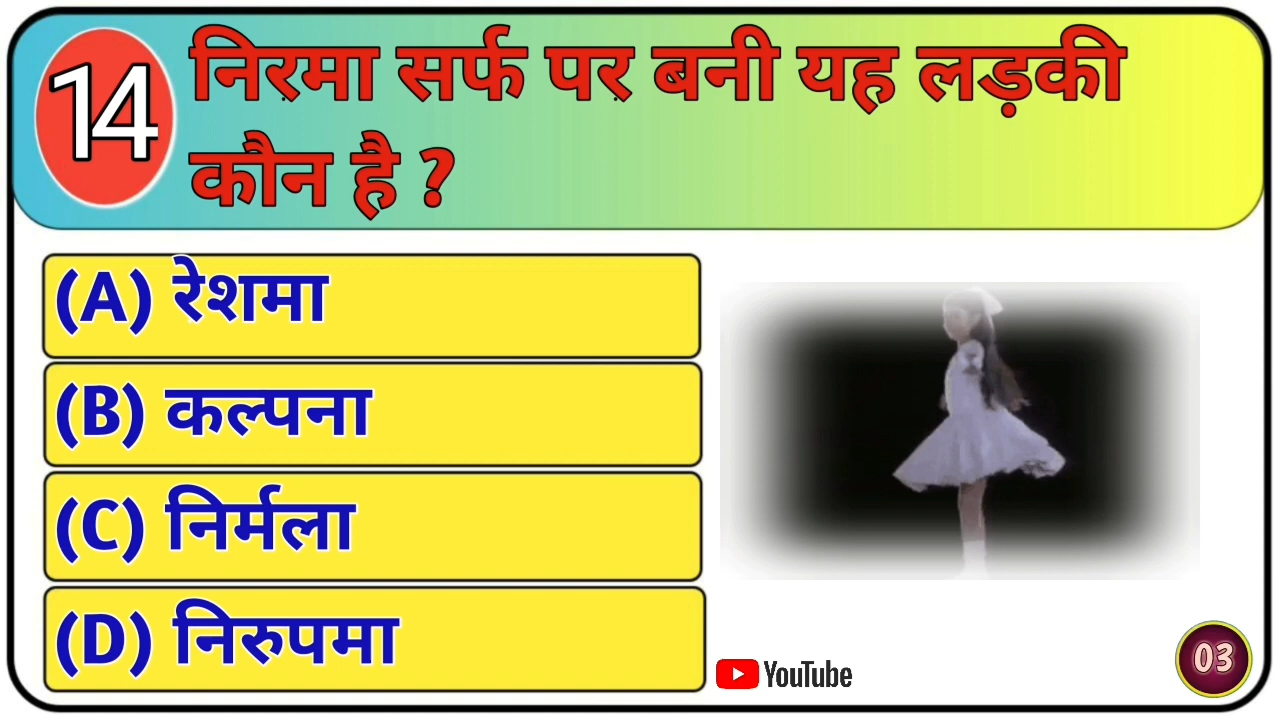 14
निरमा सर्फ पर बनी यह लड़की
कौन है ?
(A) रेशमा
(B) कल्पना
(C) निर्मला
(D) निरुपमा
YouTube
03